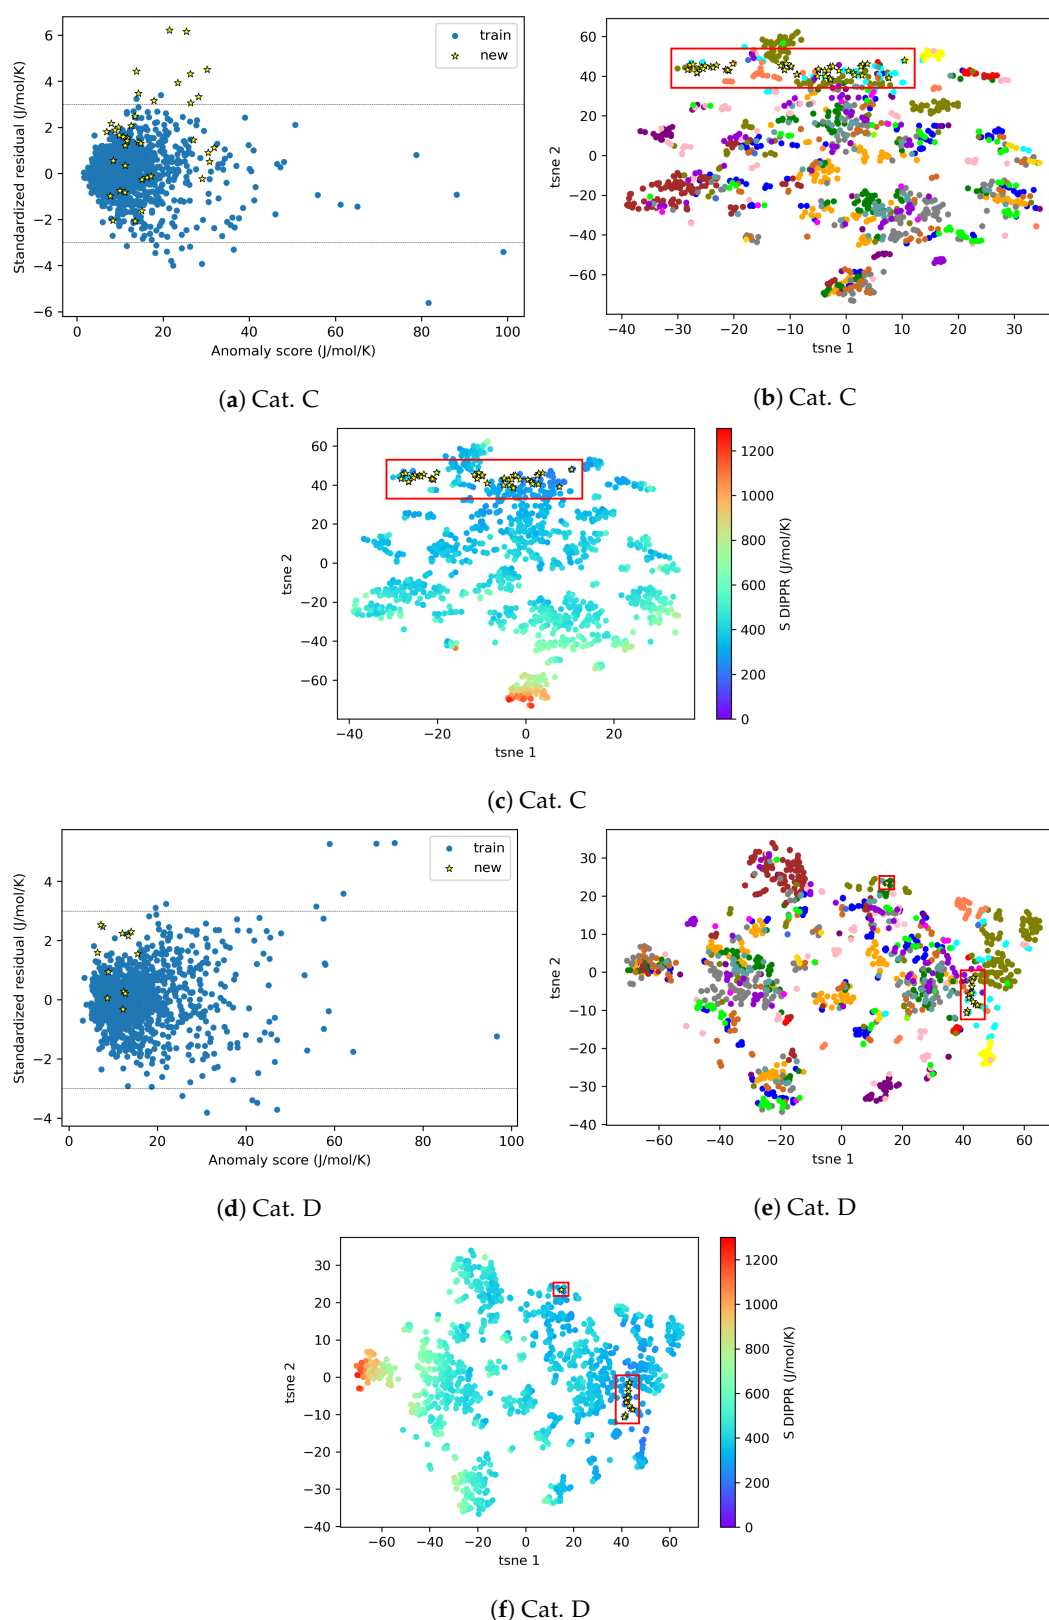 train
new
Standardized residual (J/mol/K)
6
4
2
0
−2
−4
−6
0 20 40 60 80 100
Anomaly score (J/mol/K)
(a) Cat. C
tsne 2
60
40
20
0
−20
−40
−60
−40 −30 −20 −10 0 10 20 30
tsne 1
(b) Cat. C
tsne 2
60
40
20
0
−20
−40
−60
−40 −20 0 20
tsne 1
1200
1000
800
600
400
200
0
S DIPPR (J/mol/K)
(c) Cat. C
train
new
Standardized residual (J/mol/K)
4
2
0
−2
−4
0 20 40 60 80 100
Anomaly score (J/mol/K)
(d) Cat. D
tsne 2
30
20
10
0
−10
−20
−30
−40
−60 −40 −20 0 20 40 60
tsne 1
(e) Cat. D
tsne 2
30
20
10
0
−10
−20
−30
−40
−60 −40 −20 0 20 40 60
tsne 1
1200
1000
800
600
400
200
0
S DIPPR (J/mol/K)
(f) Cat. D